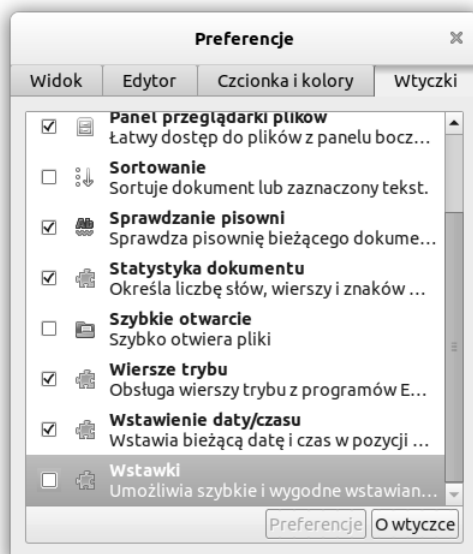 Preferencje
Widok Edytor Czcionka i kolory Wtyczki
Panel przeglądarki plików
Łatwy dostęp do plików z panelu bocz…
Sortowanie
Sortuje dokument lub zaznaczony tekst.
Sprawdzanie pisowni
Sprawdza pisownię bieżącego dokume…
Statystyka dokumentu
Określa liczbę słów, wierszy i znaków …
Szybkie otwarcie
Szybko otwiera pliki
Wiersze trybu
Obsługa wierszy trybu z programów E…
Wstawienie daty/czasu
Wstawia bieżącą datę i czas w pozycji …
Wstawki
Umożliwia szybkie i wygodne wstawian…
Preferencje O wtyczce